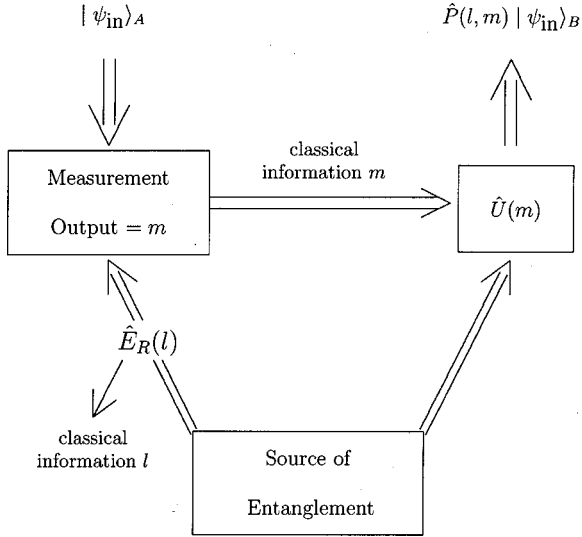 | ψ_in⟩_A
P̂(l, m) | ψ_in⟩_B
classical
information m
Measurement
Output = m
Û(m)
Ê_R(l)
classical
information l
Source of
Entanglement